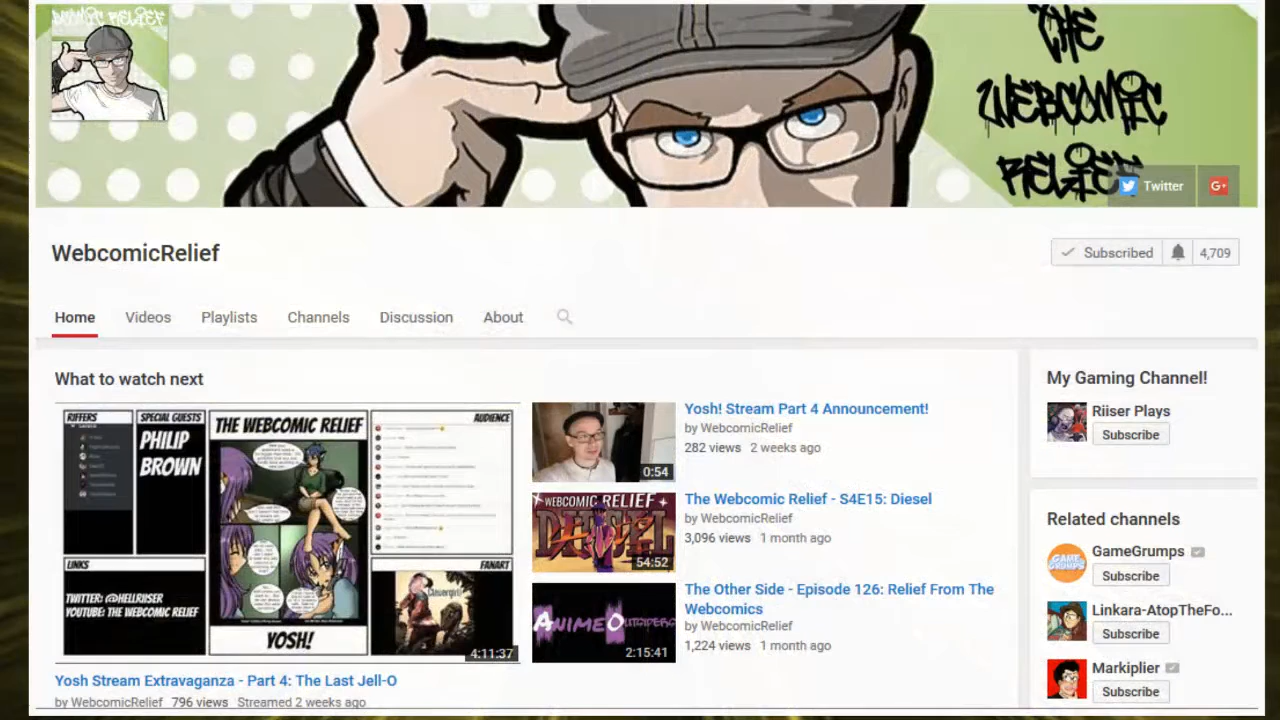 THE
WEBCOMIC
RELIEF
Twitter
G+
WebcomicRelief
Subscribed
4,709
Home
Videos
Playlists
Channels
Discussion
About
What to watch next
RIFFERS
SPECIAL GUESTS
PHILIP
BROWN
THE WEBCOMIC RELIEF
AUDIENCE
LINKS
TWITTER: @HELLRIISER
YOUTUBE: THE WEBCOMIC RELIEF
YOSH!
FANART
4:11:37
Yosh Stream Extravaganza - Part 4: The Last Jell-O
by WebcomicRelief 796 views Streamed 2 weeks ago
0:54
Yosh! Stream Part 4 Announcement!
by WebcomicRelief
282 views 2 weeks ago
WEBCOMIC RELIEF
DIESEL
54:52
The Webcomic Relief - S4E15: Diesel
by WebcomicRelief
3,096 views 1 month ago
ANIME OUTSIDERS
2:15:41
The Other Side - Episode 126: Relief From The
Webcomics
by WebcomicRelief
1,224 views 1 month ago
My Gaming Channel!
Riiser Plays
Subscribe
Related channels
GAME
GRUMPS
GameGrumps
Subscribe
Linkara-AtopTheFo...
Subscribe
Markiplier
Subscribe